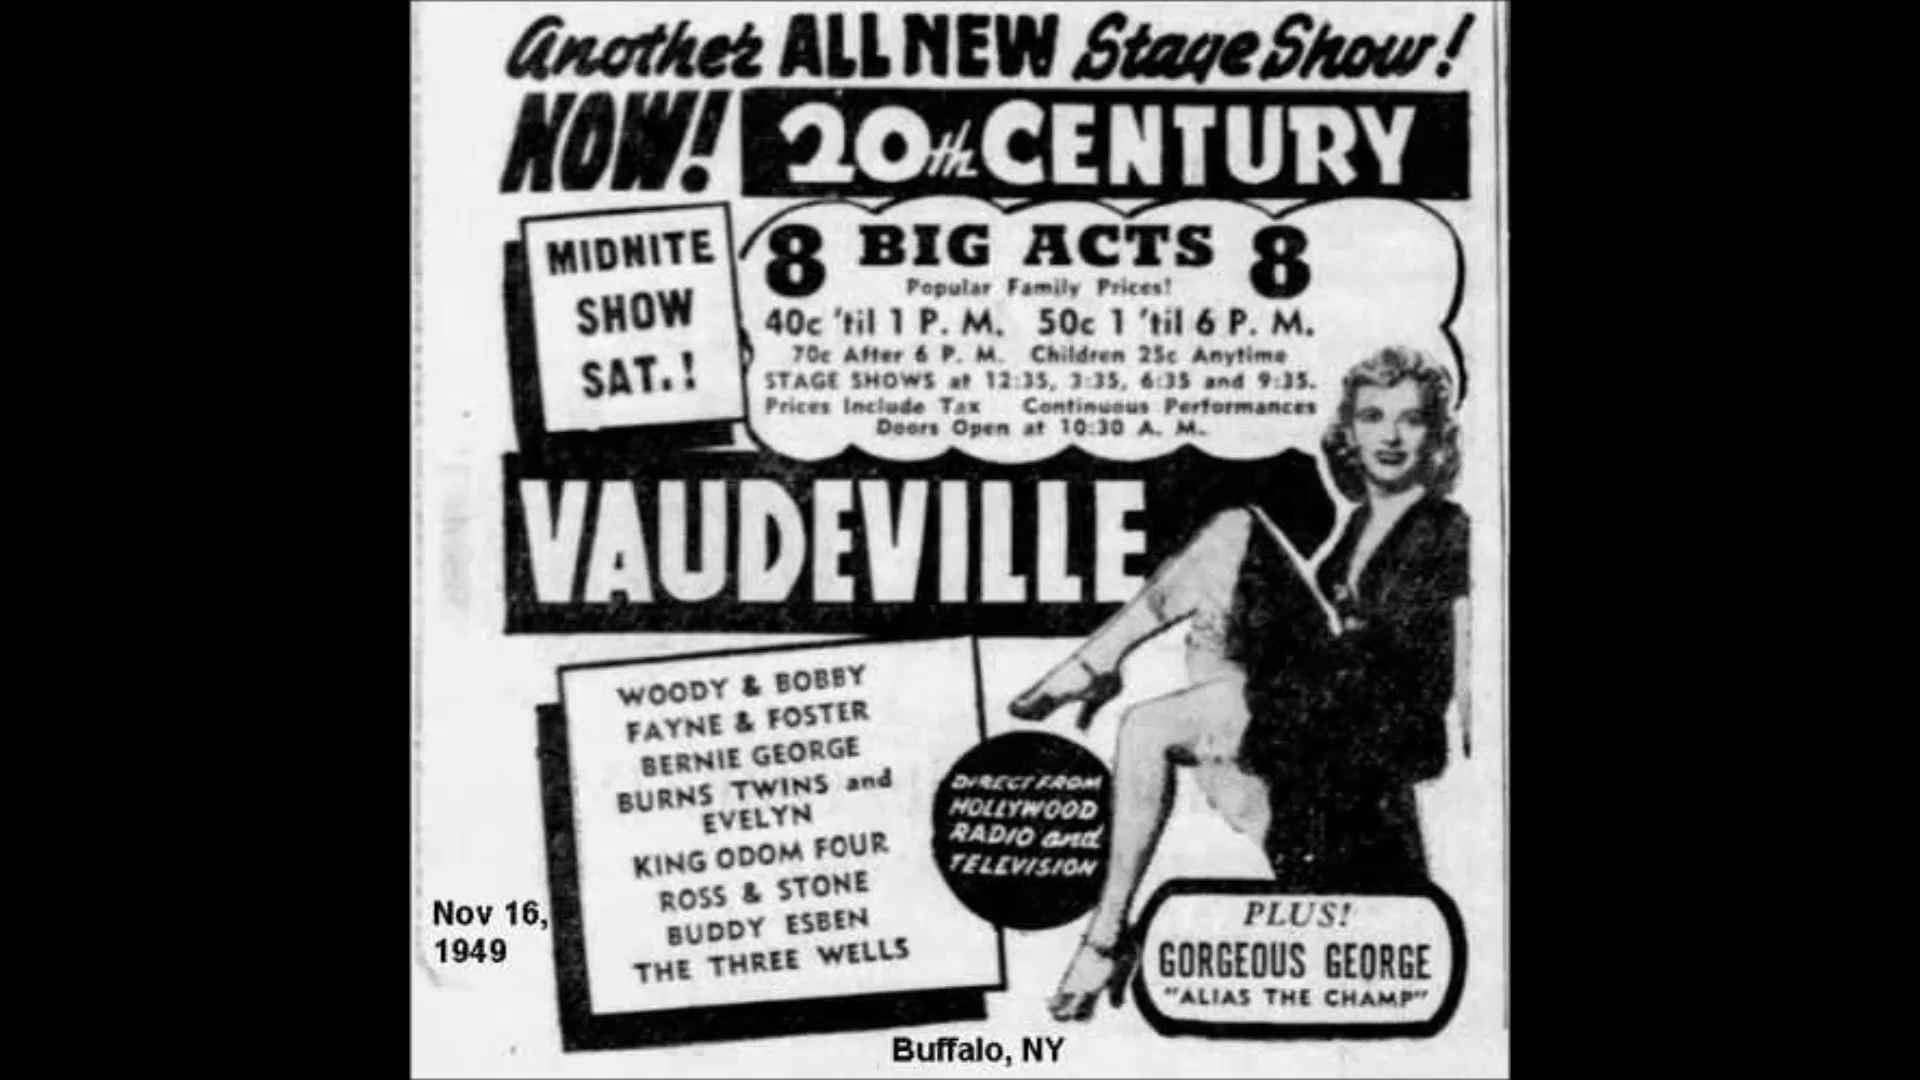 Another ALL NEW Stage Show!
NOW! 20th CENTURY
MIDNITE
SHOW
SAT.!
8 BIG ACTS 8
Popular Family Prices!
40c 'til 1 P. M. 50c 1 'til 6 P. M.
70c After 6 P. M. Children 25c Anytime
STAGE SHOWS at 12:35, 3:35, 6:35 and 9:35.
Prices Include Tax Continuous Performances
Doors Open at 10:30 A. M.
VAUDEVILLE
WOODY & BOBBY
FAYNE & FOSTER
BERNIE GEORGE
BURNS TWINS and
EVELYN
KING ODOM FOUR
ROSS & STONE
BUDDY ESBEN
THE THREE WELLS
DIRECT FROM
HOLLYWOOD
RADIO and
TELEVISION
PLUS!
GORGEOUS GEORGE
"ALIAS THE CHAMP"
Nov 16,
1949
Buffalo, NY